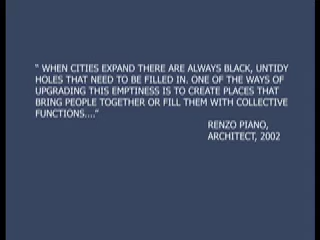 “ WHEN CITIES EXPAND THERE ARE ALWAYS BLACK, UNTIDY
HOLES THAT NEED TO BE FILLED IN. ONE OF THE WAYS OF
UPGRADING THIS EMPTINESS IS TO CREATE PLACES THAT
BRING PEOPLE TOGETHER OR FILL THEM WITH COLLECTIVE
FUNCTIONS....”
RENZO PIANO,
ARCHITECT, 2002